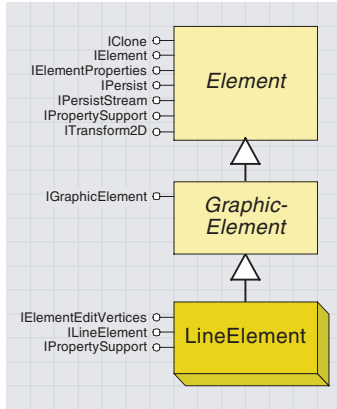 IClone
IElement
IElementProperties
IPersist
IPersistStream
IPropertySupport
ITransform2D
Element
IGraphicElement
Graphic-
Element
IElementEditVertices
ILineElement
IPropertySupport
LineElement